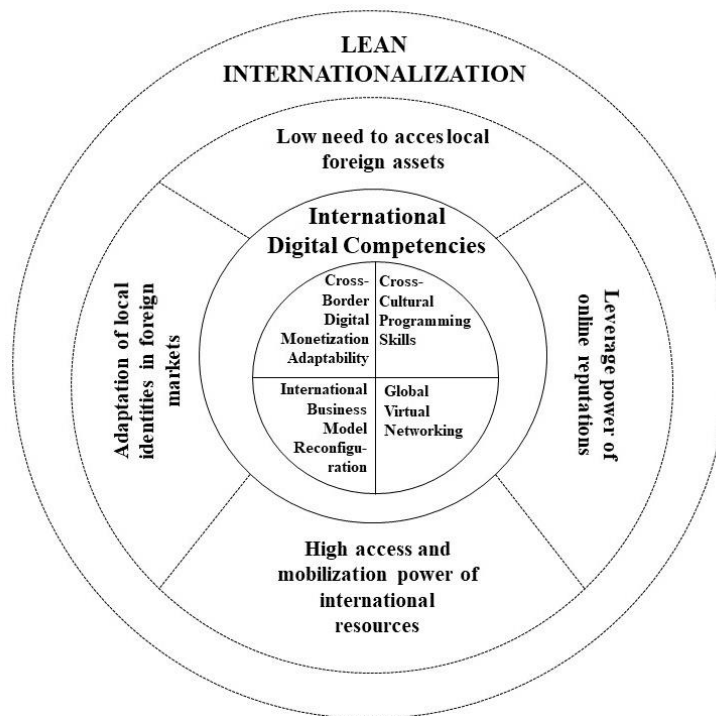 LEAN
INTERNATIONALIZATION
Low need to acces local
foreign assets
International
Digital Competencies
Cross-
Border
Digital
Monetization
Adaptability
Cross-
Cultural
Programming
Skills
International
Business
Model
Reconfigu-
ration
Global
Virtual
Networking
Adaptation of local
identities in foreign
markets
Leverage power of
online reputations
High access and
mobilization power of
international
resources